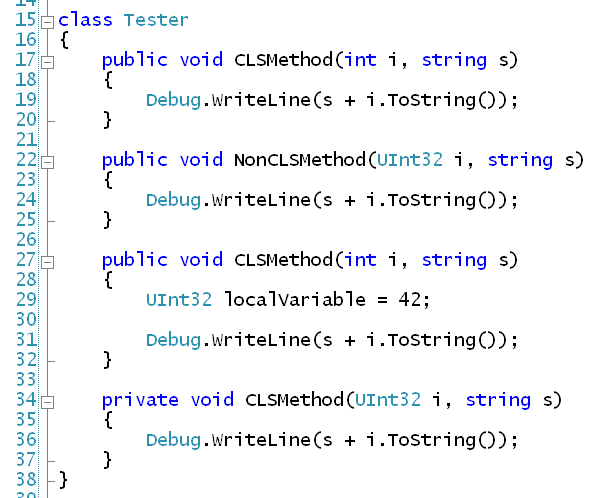 15 class Tester
16 {
17 public void CLSMethod(int i, string s)
18 {
19 Debug.WriteLine(s + i.ToString());
20 }
21
22 public void NonCLSMethod(UInt32 i, string s)
23 {
24 Debug.WriteLine(s + i.ToString());
25 }
26
27 public void CLSMethod(int i, string s)
28 {
29 UInt32 localVariable = 42;
30
31 Debug.WriteLine(s + i.ToString());
32 }
33
34 private void CLSMethod(UInt32 i, string s)
35 {
36 Debug.WriteLine(s + i.ToString());
37 }
38 }